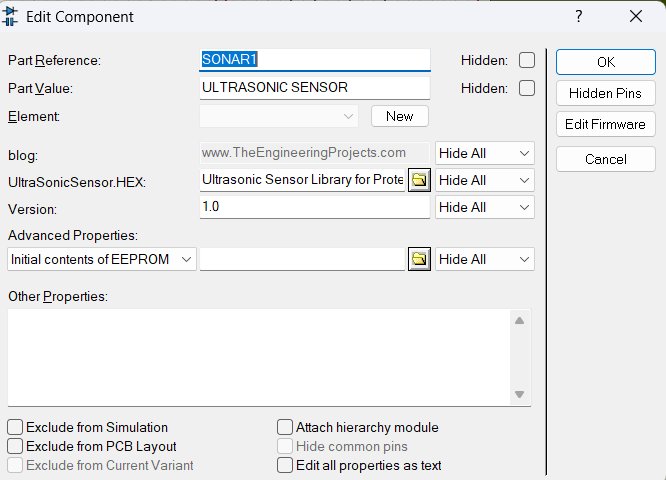 Edit Component
Part Reference: SONAR1 Hidden: OK
Part Value: ULTRASONIC SENSOR Hidden: Hidden Pins
Element: New Edit Firmware
blog: www.TheEngineeringProjects.com Hide All Cancel
UltraSonicSensor.HEX: Ultrasonic Sensor Library for Prote Hide All
Version: 1.0 Hide All
Advanced Properties:
Initial contents of EEPROM Hide All
Other Properties:
Exclude from Simulation Attach hierarchy module
Exclude from PCB Layout Hide common pins
Exclude from Current Variant Edit all properties as text